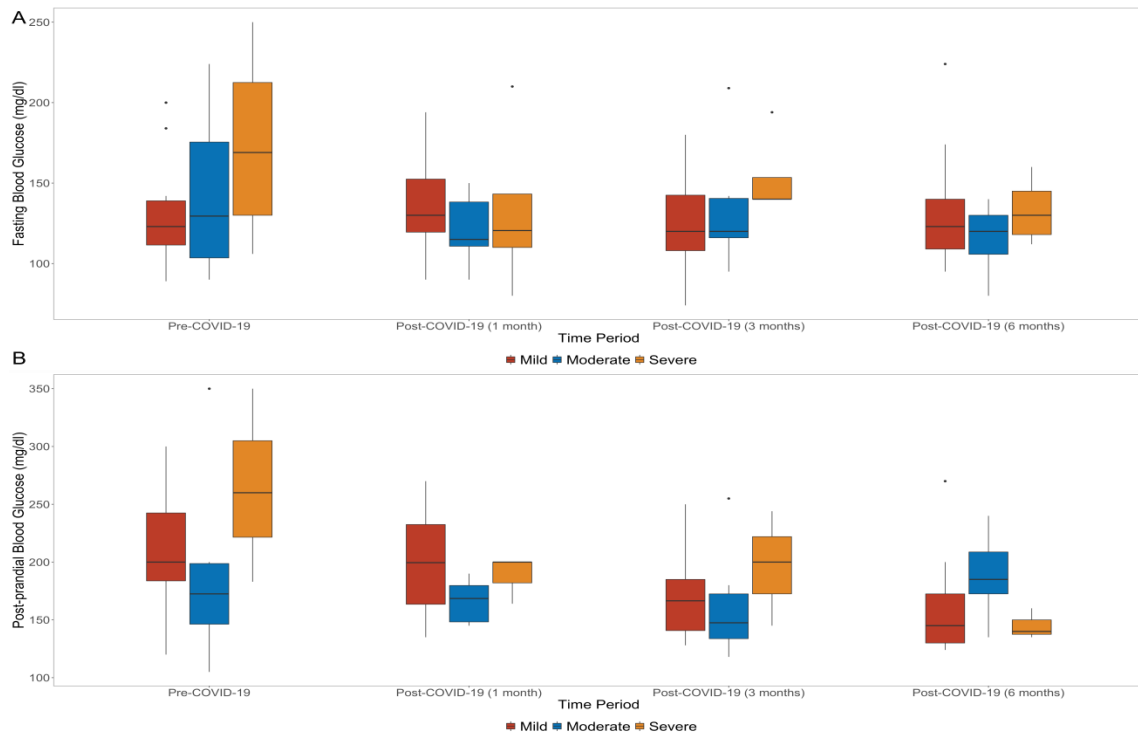 A
250
200
150
100
Fasting Blood Glucose (mg/dl)
Pre-COVID-19 Post-COVID-19 (1 month) Post-COVID-19 (3 months) Post-COVID-19 (6 months)
Time Period
Mild Moderate Severe
B
350
300
250
200
150
100
Post-prandial Blood Glucose (mg/dl)
Pre-COVID-19 Post-COVID-19 (1 month) Post-COVID-19 (3 months) Post-COVID-19 (6 months)
Time Period
Mild Moderate Severe